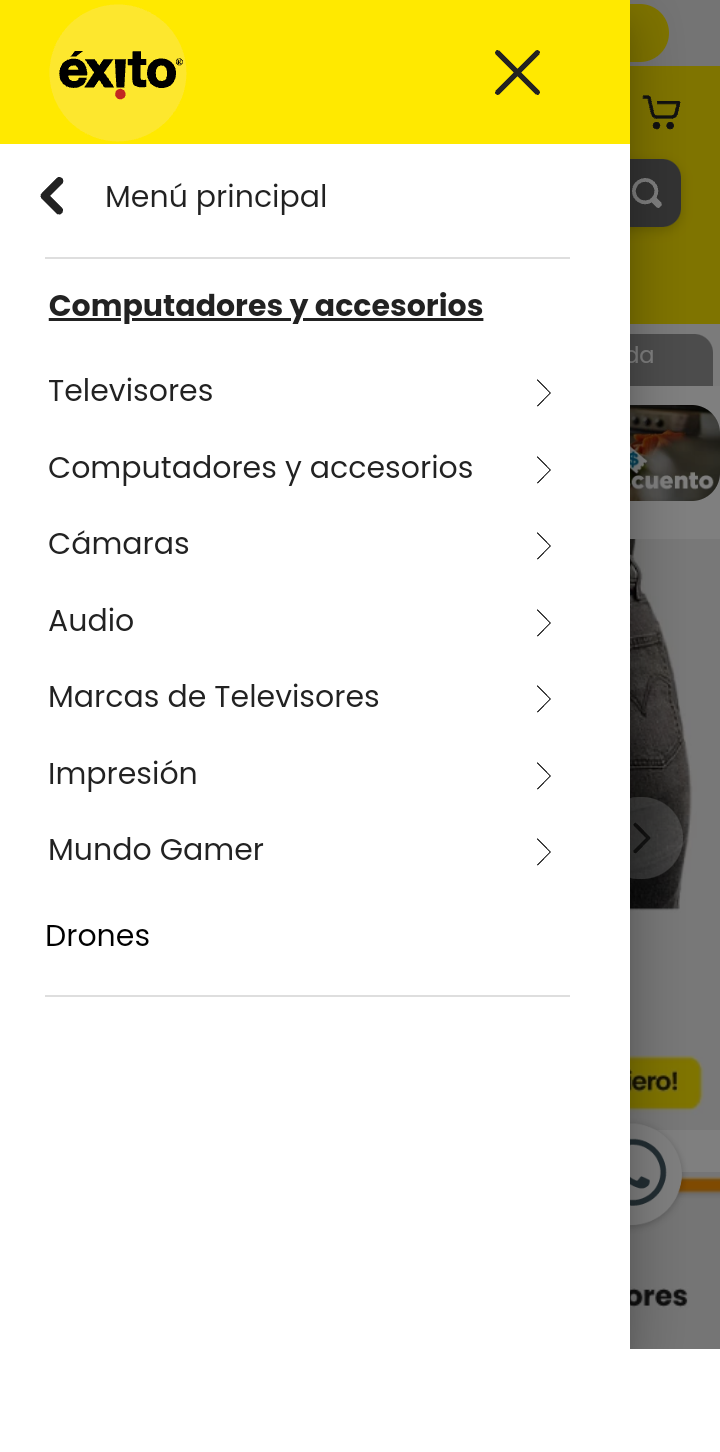 éxito®
Menú principal
Computadores y accesorios
Televisores
Computadores y accesorios
Cámaras
Audio
Marcas de Televisores
Impresión
Mundo Gamer
Drones
da
cuento
iero!
ores